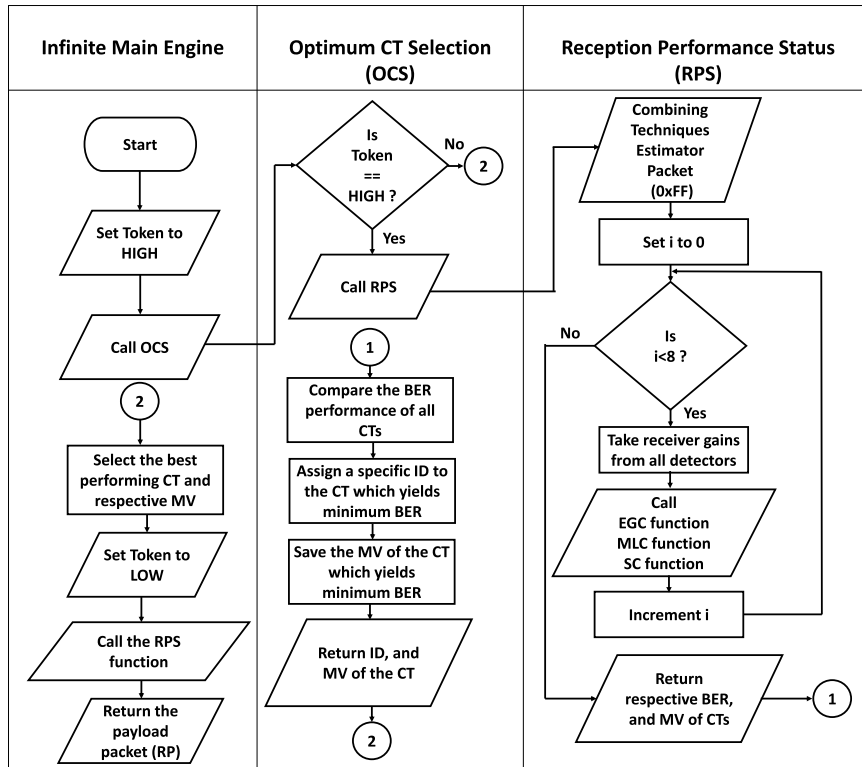 Infinite Main Engine
Start
Set Token to
HIGH
Call OCS
2
Select the best
performing CT and
respective MV
Set Token to
LOW
Call the RPS
function
Return the
payload
packet (RP)
Optimum CT Selection
(OCS)
Is
Token
==
HIGH ?
No
2
Yes
Call RPS
1
Compare the BER
performance of all
CTs
Assign a specific ID to
the CT which yields
minimum BER
Save the MV of the CT
which yields
minimum BER
Return ID, and
MV of the CT
2
Reception Performance Status
(RPS)
Combining
Techniques
Estimator
Packet
(0xFF)
Set i to 0
Is
i<8 ?
No
Yes
Take receiver gains
from all detectors
Call
EGC function
MLC function
SC function
Increment i
Return
respective BER,
and MV of CTs
1